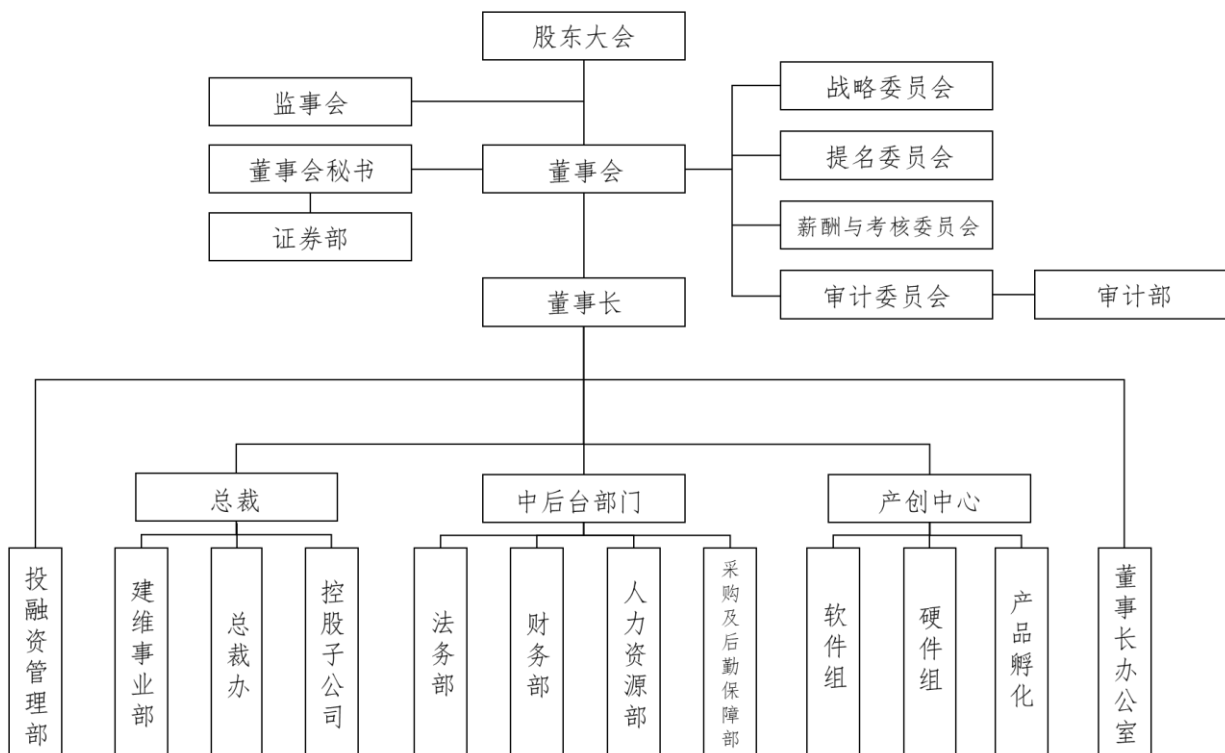 股东大会
监事会
战略委员会
董事会秘书
董事会
提名委员会
证券部
薪酬与考核委员会
董事长
审计委员会
审计部
总裁
中后台部门
产创中心
投融资管理部
建维事业部
总裁办
控股子公司
法务部
财务部
人力资源部
采购及后勤保障部
软件组
硬件组
产品孵化
董事长办公室